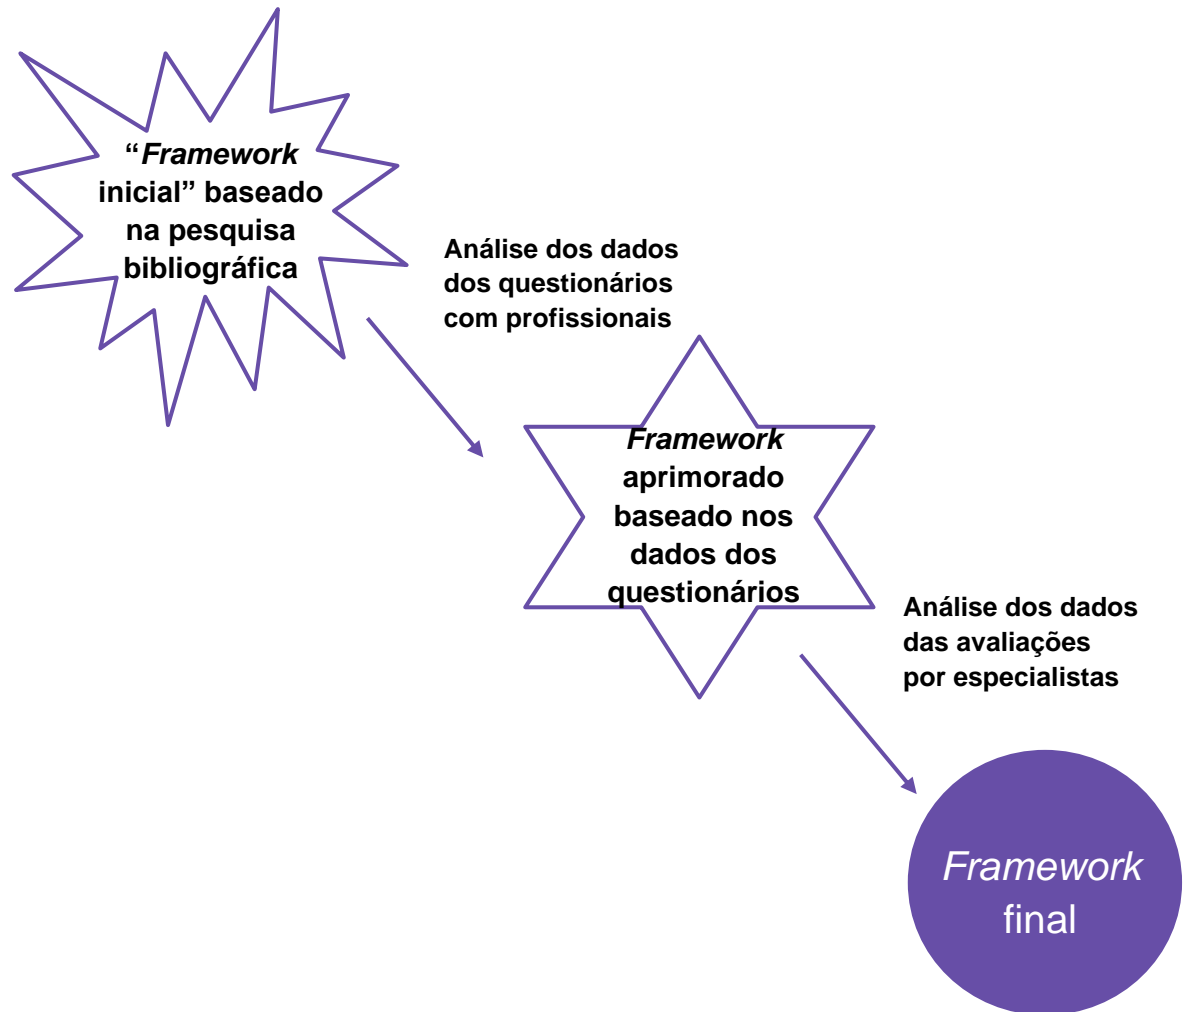 “Framework
inicial” baseado
na pesquisa
bibliográfica
Análise dos dados
dos questionários
com profissionais
Framework
aprimorado
baseado nos
dados dos
questionários
Análise dos dados
das avaliações
por especialistas
Framework
final